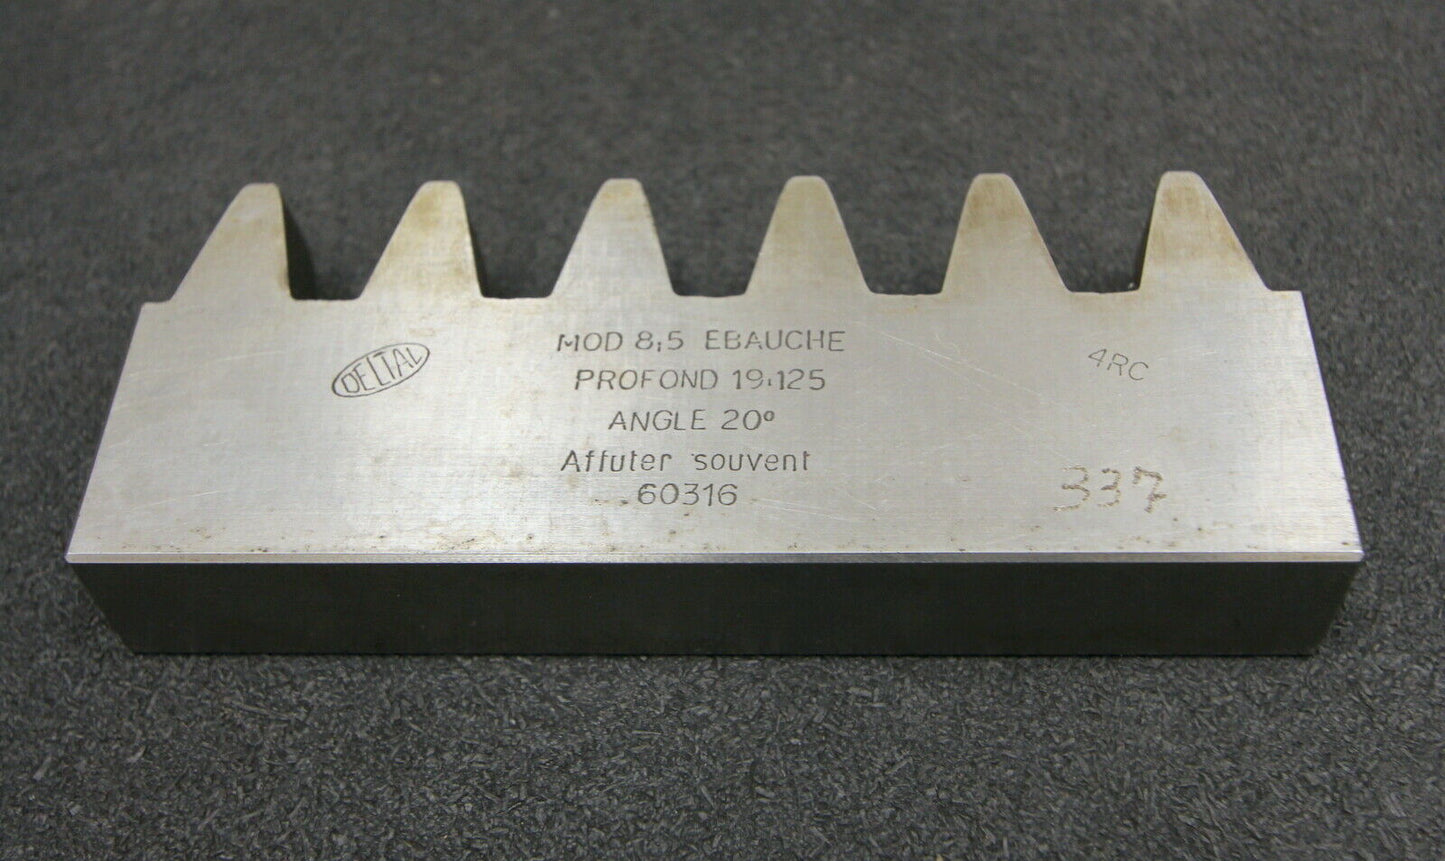 DELTAL
MOD 8,5 EBAUCHE
PROFOND 19,125
ANGLE 20°
Affuter souvent
60316
4RC
337